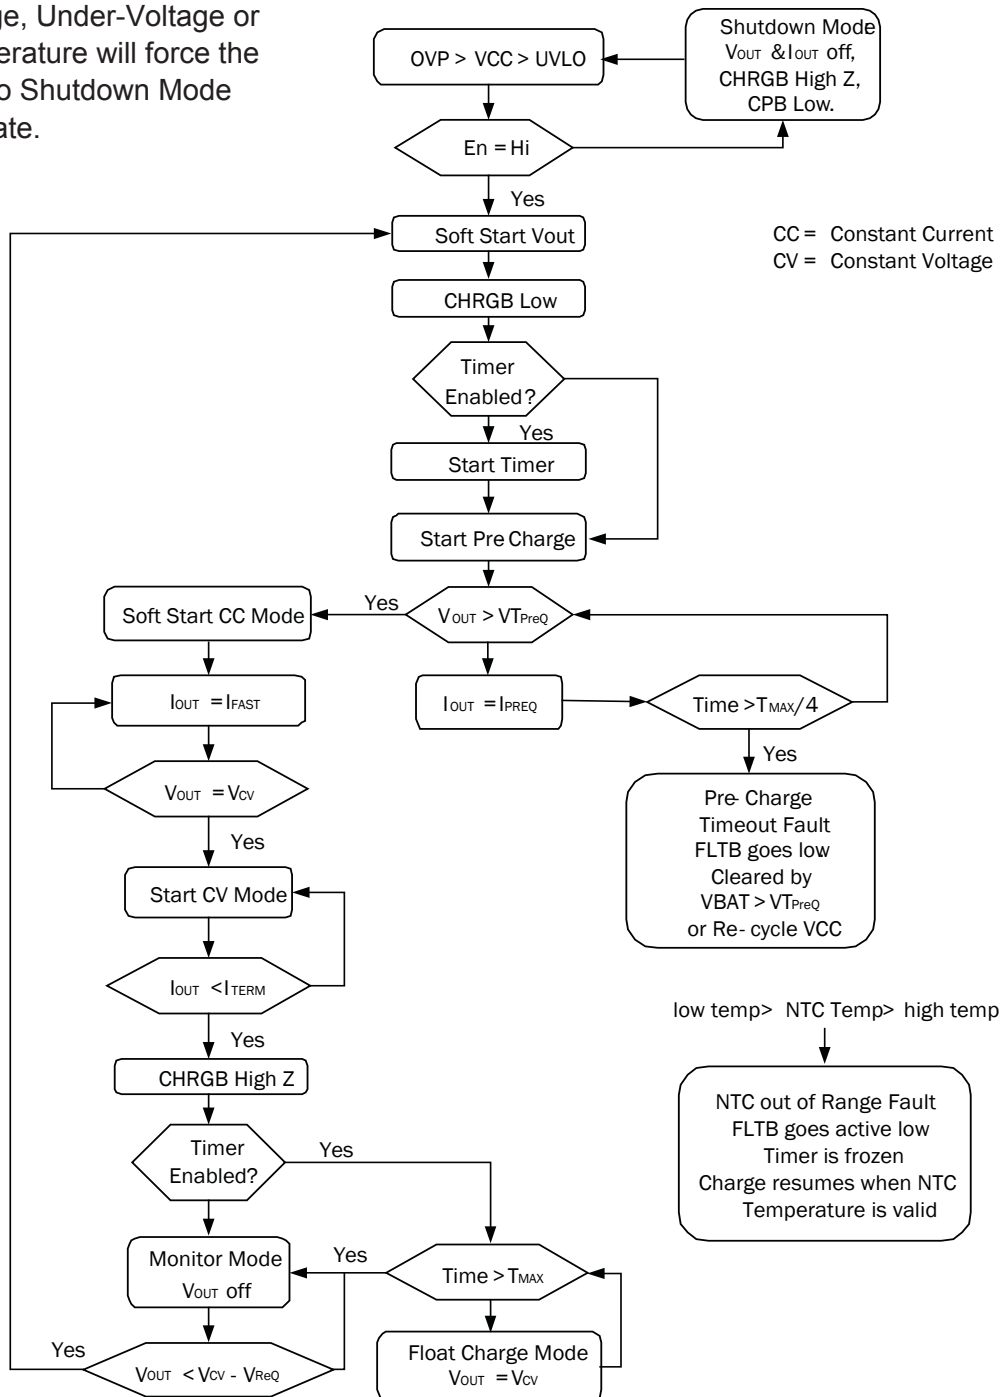 ge, Under-Voltage or
erature will force the
o Shutdown Mode
ate.
OVP > VCC > UVLO
Shutdown Mode
VOUT & IOUT off,
CHRGB High Z,
CPB Low.
En = Hi
Yes
Soft Start Vout
CC = Constant Current
CV = Constant Voltage
CHRGB Low
Timer
Enabled?
Yes
Start Timer
Start Pre Charge
Soft Start CC Mode
Yes
VOUT > VTPreQ
IOUT = IFAST
IOUT = IPREQ
Time > TMAX/4
Yes
VOUT = VCV
Yes
Pre- Charge
Timeout Fault
FLTB goes low
Cleared by
VBAT > VTPreQ
or Re- cycle VCC
Start CV Mode
IOUT < ITERM
Yes
low temp> NTC Temp> high temp
CHRGB High Z
NTC out of Range Fault
FLTB goes active low
Timer is frozen
Charge resumes when NTC
Temperature is valid
Timer
Enabled?
Yes
Monitor Mode
VOUT off
Yes
Time > TMAX
Yes
VOUT < VCV - VReQ
Float Charge Mode
VOUT = VCV